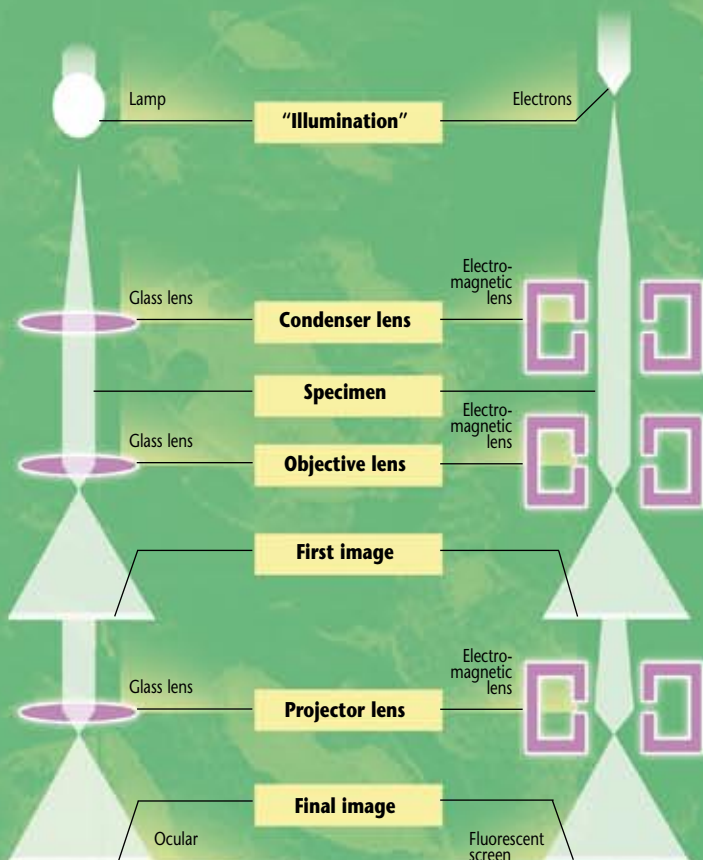 Lamp
"Illumination"
Electrons
Electro-
magnetic
lens
Glass lens
Condenser lens
Specimen
Electro-
magnetic
lens
Glass lens
Objective lens
First image
Electro-
magnetic
lens
Glass lens
Projector lens
Final image
Ocular
Fluorescent
screen